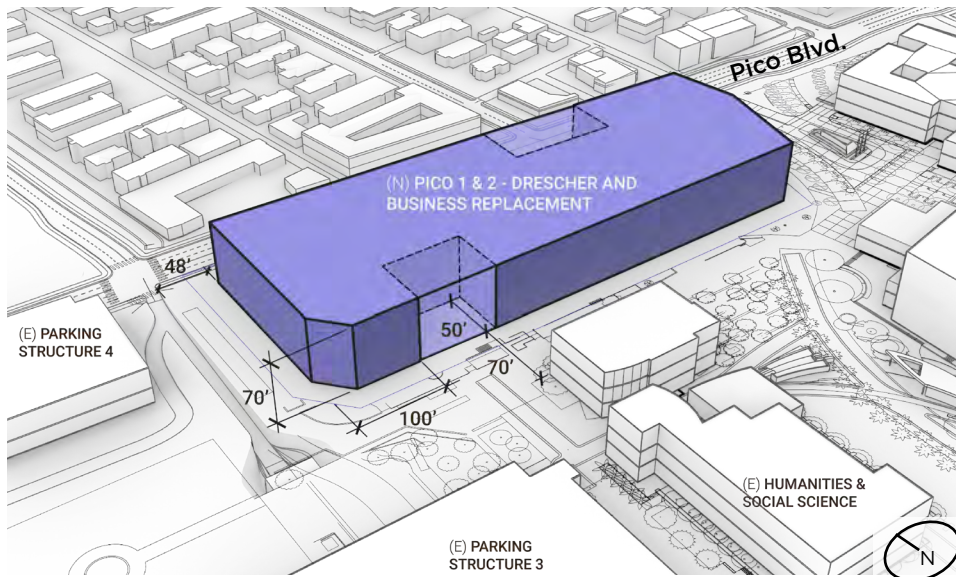 Pico Blvd.
(N) PICO 1 & 2 - DRESCHER AND
BUSINESS REPLACEMENT
48'
(E) PARKING
STRUCTURE 4
50'
70'
70'
100'
(E) HUMANITIES &
SOCIAL SCIENCE
(E) PARKING
STRUCTURE 3
N